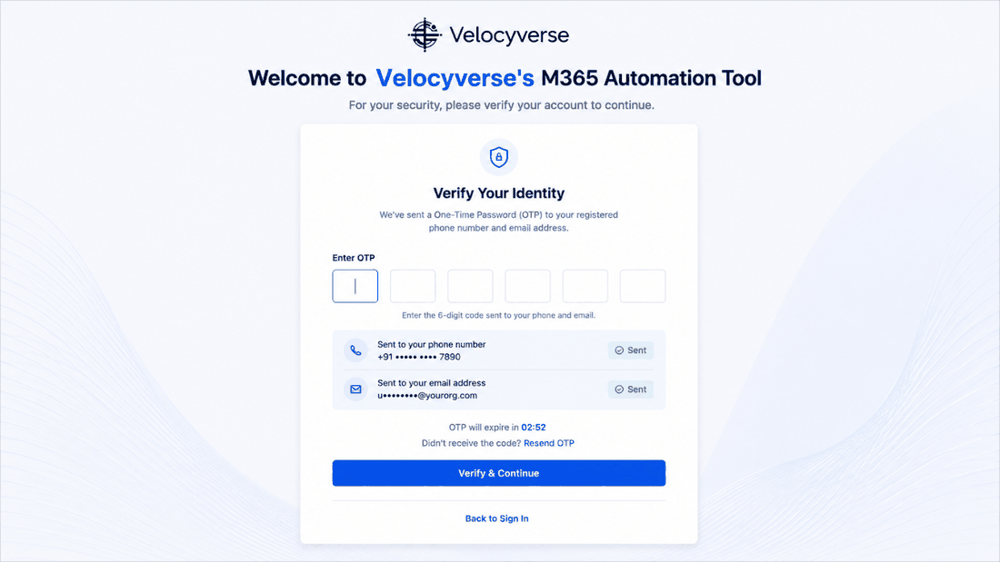 Velocyverse
Welcome to Velocyverse's M365 Automation Tool
For your security, please verify your account to continue.
Verify Your Identity
We've sent a One-Time Password (OTP) to your registered
phone number and email address.
Enter OTP
Enter the 6-digit code sent to your phone and email.
Sent to your phone number
+91 ••••• •••• 7890
Sent
Sent to your email address
u••••••••@yourorg.com
Sent
OTP will expire in 02:52
Didn't receive the code? Resend OTP
Verify & Continue
Back to Sign In